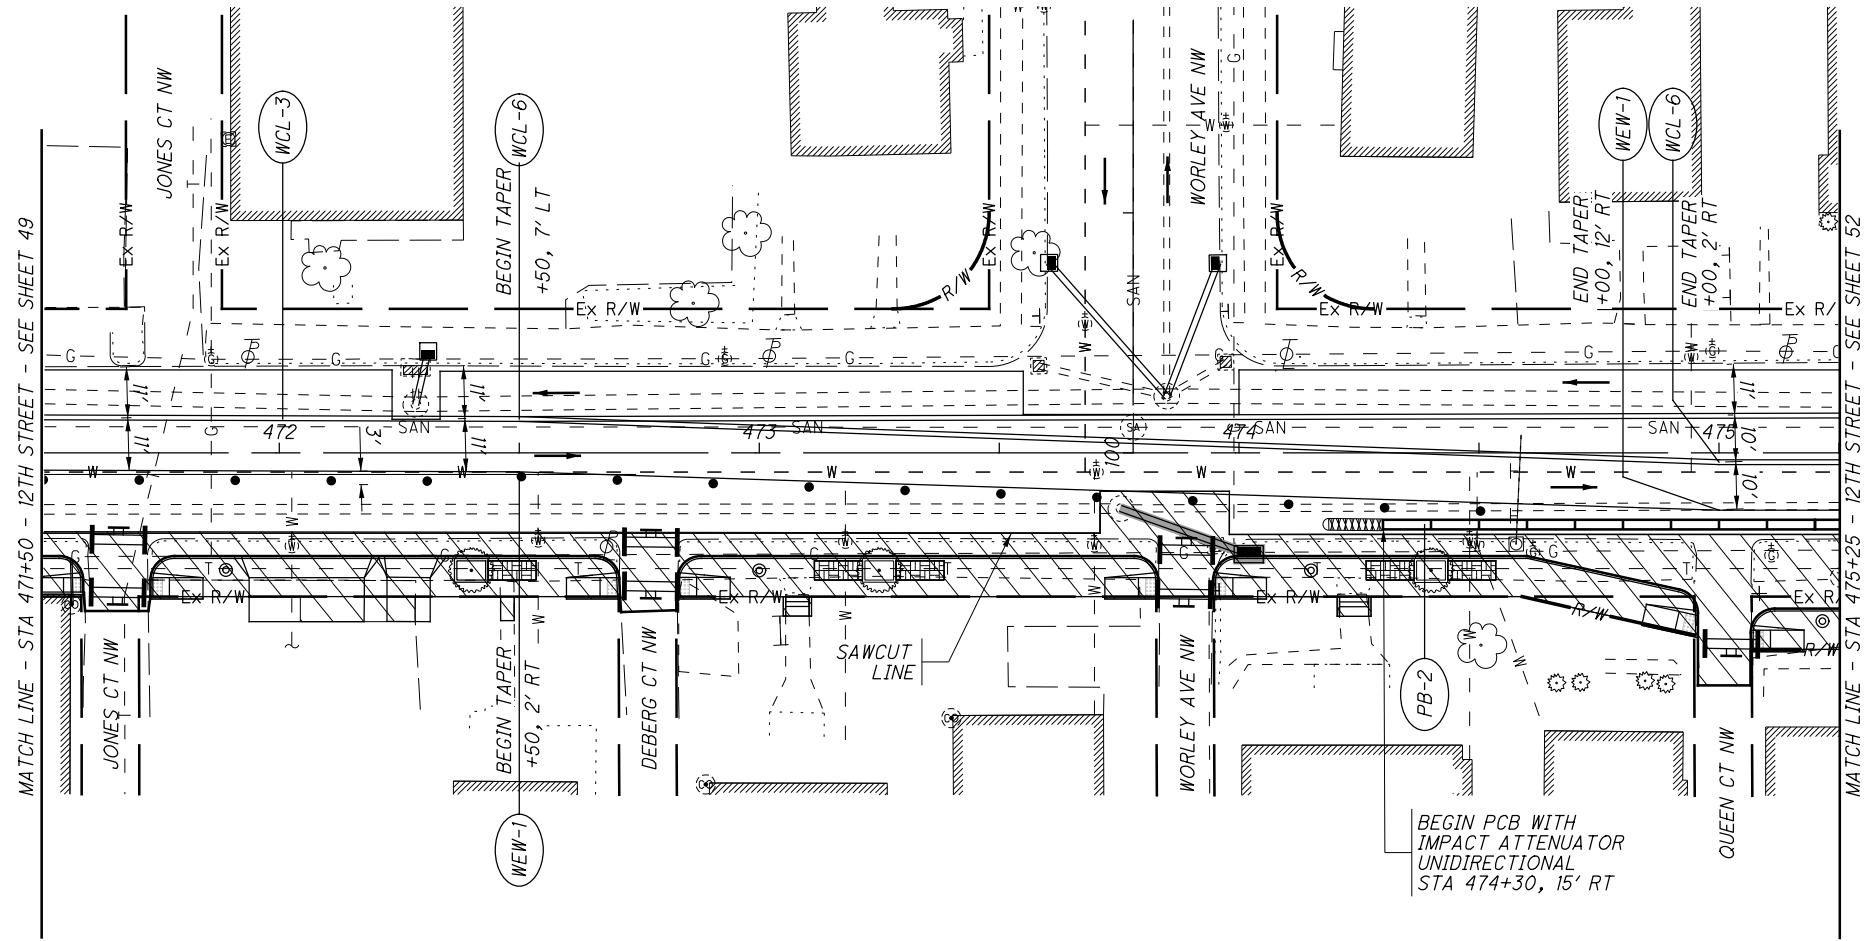 MATCH LINE - STA 471+50 - 12TH STREET - SEE SHEET 49
JONES CT NW
Ex R/W
Ex R/W
WCL-3
WCL-6
BEGIN TAPER
+50, 7' LT
Ex R/W
R/W
Ex R/W
SAN
WORLEY AVE NW
G
W
Ex R/W
R/W
Ex R/W
END TAPER
+00, 12' RT
WEW-1
WCL-6
END TAPER
+00, 2' RT
Ex R/
MATCH LINE - STA 475+25 - 12TH STREET - SEE SHEET 52
G
G
G
G
G
G
11'
11'
11'
11'
3'
472
SAN
473
SAN
100
474
SAN
SAN
475
11'
10'
10'
W
W
W
W
W
W
T
Ex R/W
Ex R/W
Ex R/W
R/W
Ex R/
R/W
JONES CT NW
BEGIN TAPER
+50, 2' RT
WEW-1
DEBERG CT NW
SAWCUT
LINE
WORLEY AVE NW
PB-2
QUEEN CT NW
BEGIN PCB WITH
IMPACT ATTENUATOR
UNIDIRECTIONAL
STA 474+30, 15' RT